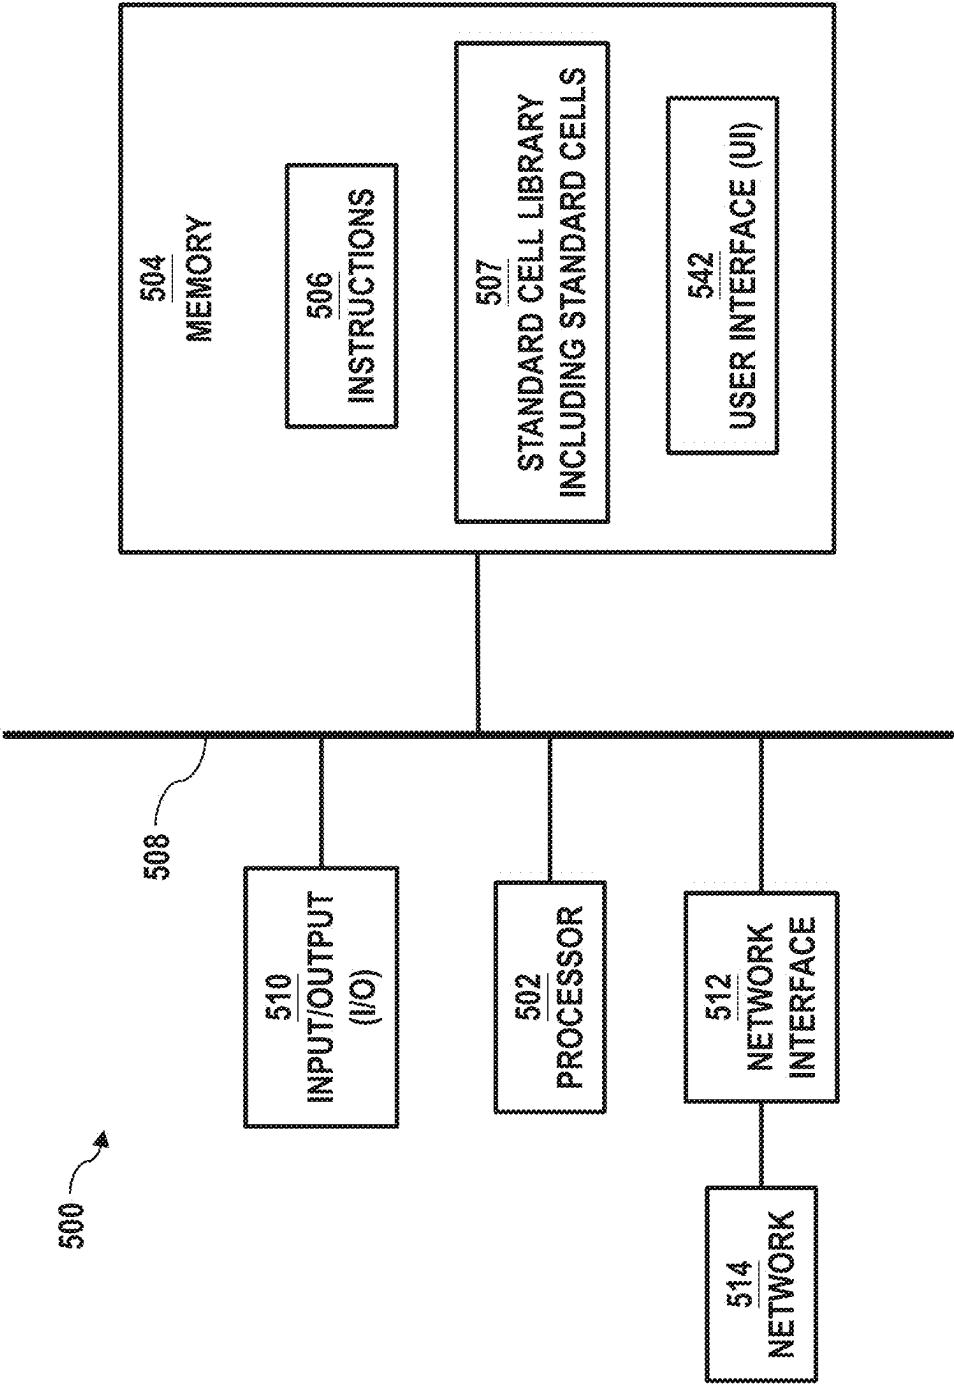 500
510
INPUT/OUTPUT
(I/O)
502
PROCESSOR
514
NETWORK
512
NETWORK
INTERFACE
508
504
MEMORY
506
INSTRUCTIONS
507
STANDARD CELL LIBRARY
INCLUDING STANDARD CELLS
542
USER INTERFACE (UI)